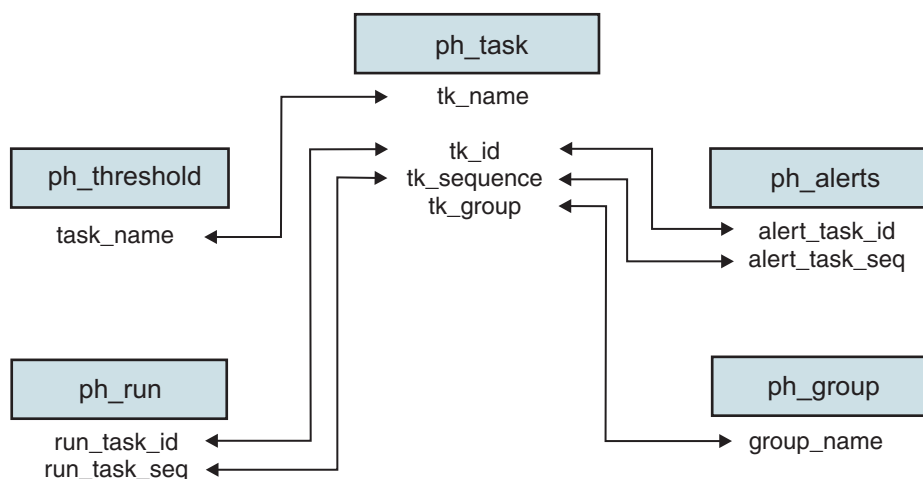 ph_task
tk_name
ph_threshold
task_name
tk_id
tk_sequence
tk_group
ph_alerts
alert_task_id
alert_task_seq
ph_run
run_task_id
run_task_seq
ph_group
group_name